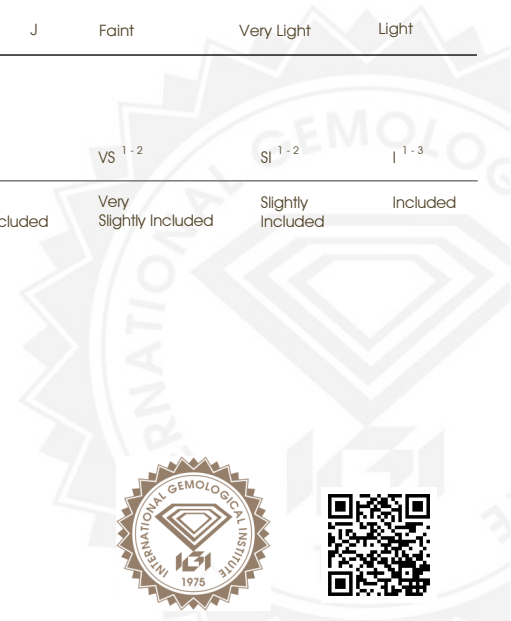 J Faint Very Light Light
VS 1 - 2 SI 1 - 2 I 1 - 3
Very Slightly Included
Slightly Included Included
cluded
INTERNATIONAL GEMOLOGICAL INSTITUTE
IGI
1975